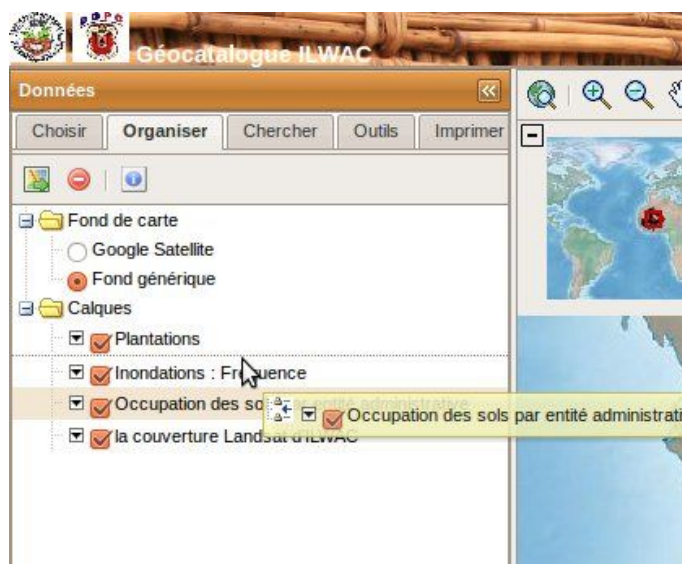 Géocatalogue ILWAC
Données
Choisir Organiser Chercher Outils Imprimer
Fond de carte
Google Satellite
Fond générique
Calques
Plantations
Inondations : Fréquence
Occupation des sols par entité administrative
Occupation des sols par entité administrati
la couverture Landsat d'ILWAC